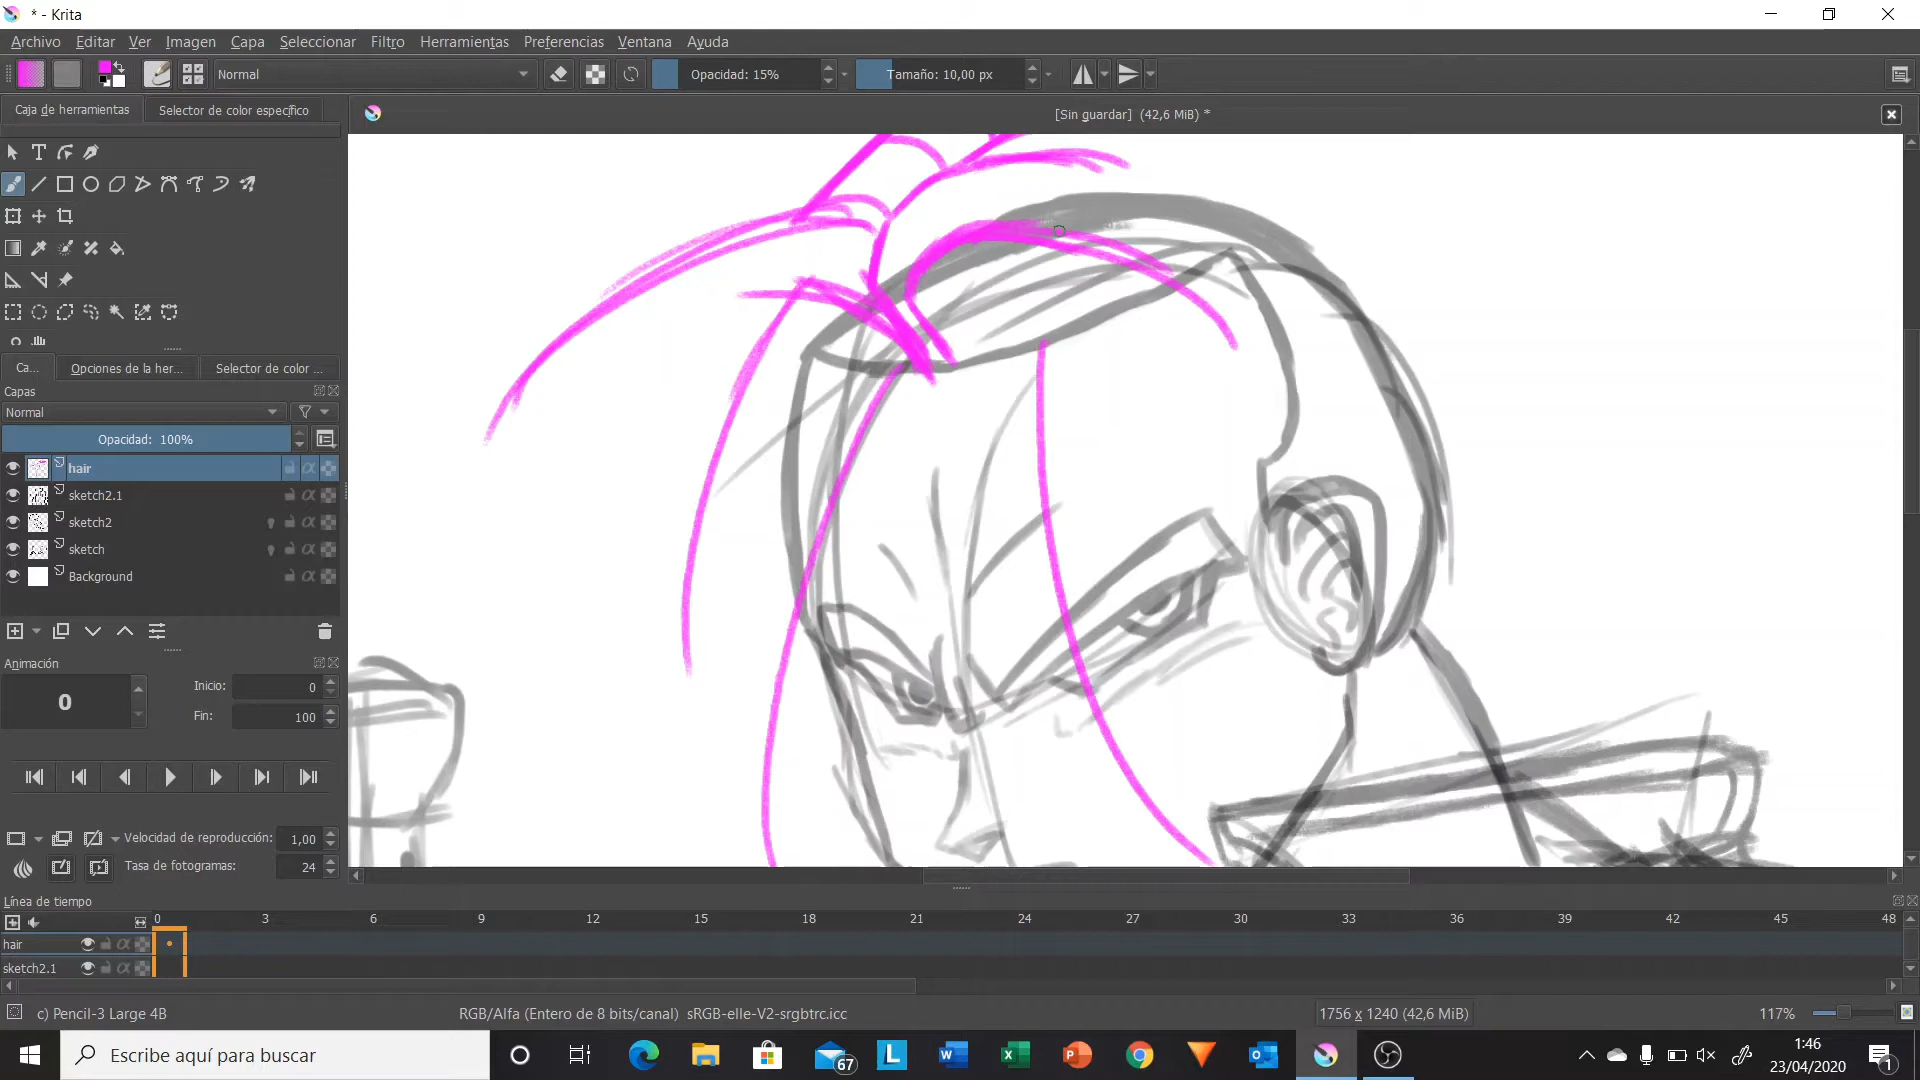 * - Krita
Archivo Editar Ver Imagen Capa Seleccionar Filtro Herramientas Preferencias Ventana Ayuda
Normal Opacidad: 15% Tamaño: 10,00 px
Caja de herramientas Selector de color específico
[Sin guardar] (42,6 MiB) *
Ca... Opciones de la her... Selector de color ...
Capas
Normal
Opacidad: 100%
hair
sketch2.1
sketch2
sketch
Background
Animación
0 Inicio: 0
Fin: 100
Velocidad de reproducción: 1,00
Tasa de fotogramas: 24
Línea de tiempo
0 3 6 9 12 15 18 21 24 27 30 33 36 39 42 45 48
hair
sketch2.1
c) Pencil-3 Large 4B RGB/Alfa (Entero de 8 bits/canal) sRGB-elle-V2-srgbtrc.icc 1756 x 1240 (42,6 MiB) 117%
Escribe aquí para buscar 67 1:46
23/04/2020 1